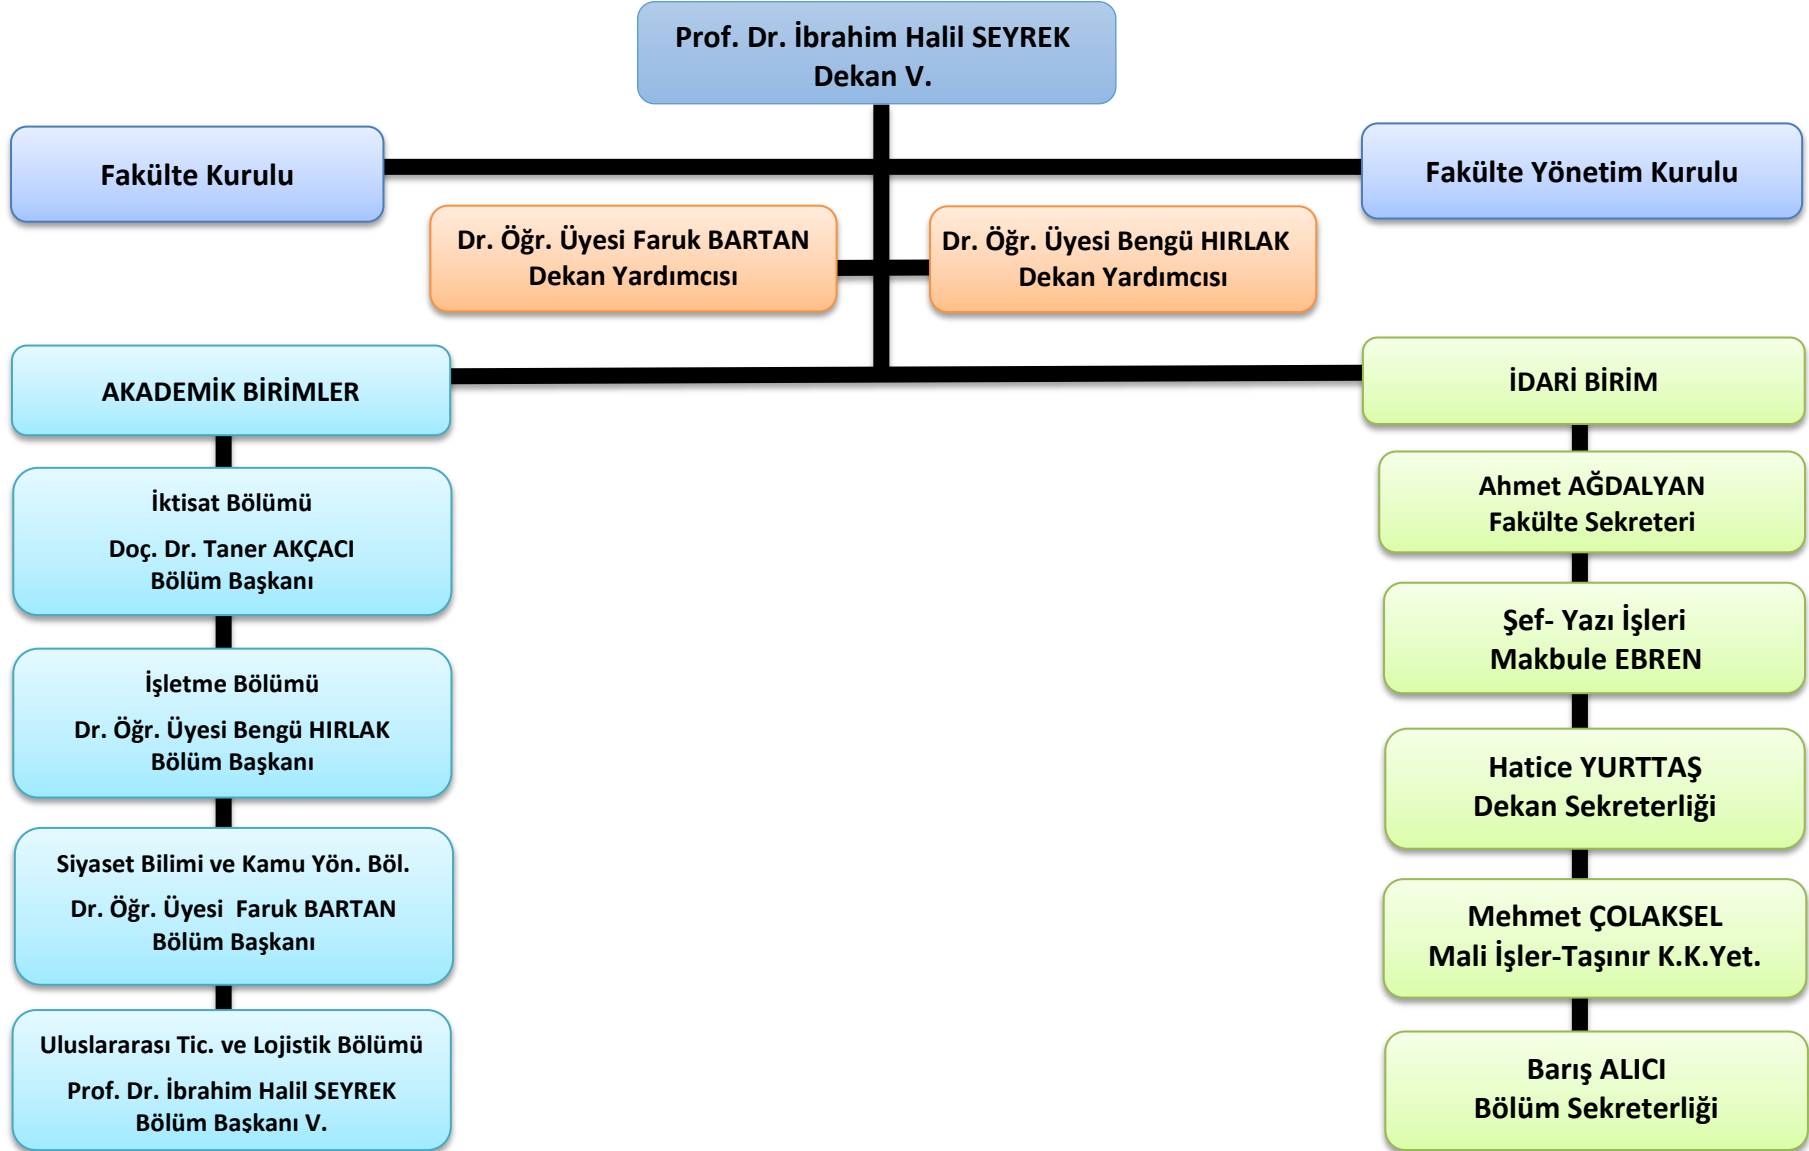 Prof. Dr. İbrahim Halil SEYREK
Dekan V.
Fakülte Kurulu
Fakülte Yönetim Kurulu
Dr. Öğr. Üyesi Faruk BARTAN
Dekan Yardımcısı
Dr. Öğr. Üyesi Bengü HIRLAK
Dekan Yardımcısı
AKADEMİK BİRİMLER
İktisat Bölümü
Doç. Dr. Taner AKÇACI
Bölüm Başkanı
İşletme Bölümü
Dr. Öğr. Üyesi Bengü HIRLAK
Bölüm Başkanı
Siyaset Bilimi ve Kamu Yön. Böl.
Dr. Öğr. Üyesi Faruk BARTAN
Bölüm Başkanı
Uluslararası Tic. ve Lojistik Bölümü
Prof. Dr. İbrahim Halil SEYREK
Bölüm Başkanı V.
İDARİ BİRİM
Ahmet AĞDALYAN
Fakülte Sekreteri
Şef- Yazı İşleri
Makbule EBREN
Hatice YURTTAŞ
Dekan Sekreterliği
Mehmet ÇOLAKSEL
Mali İşler-Taşınır K.K.Yet.
Barış ALICI
Bölüm Sekreterliği